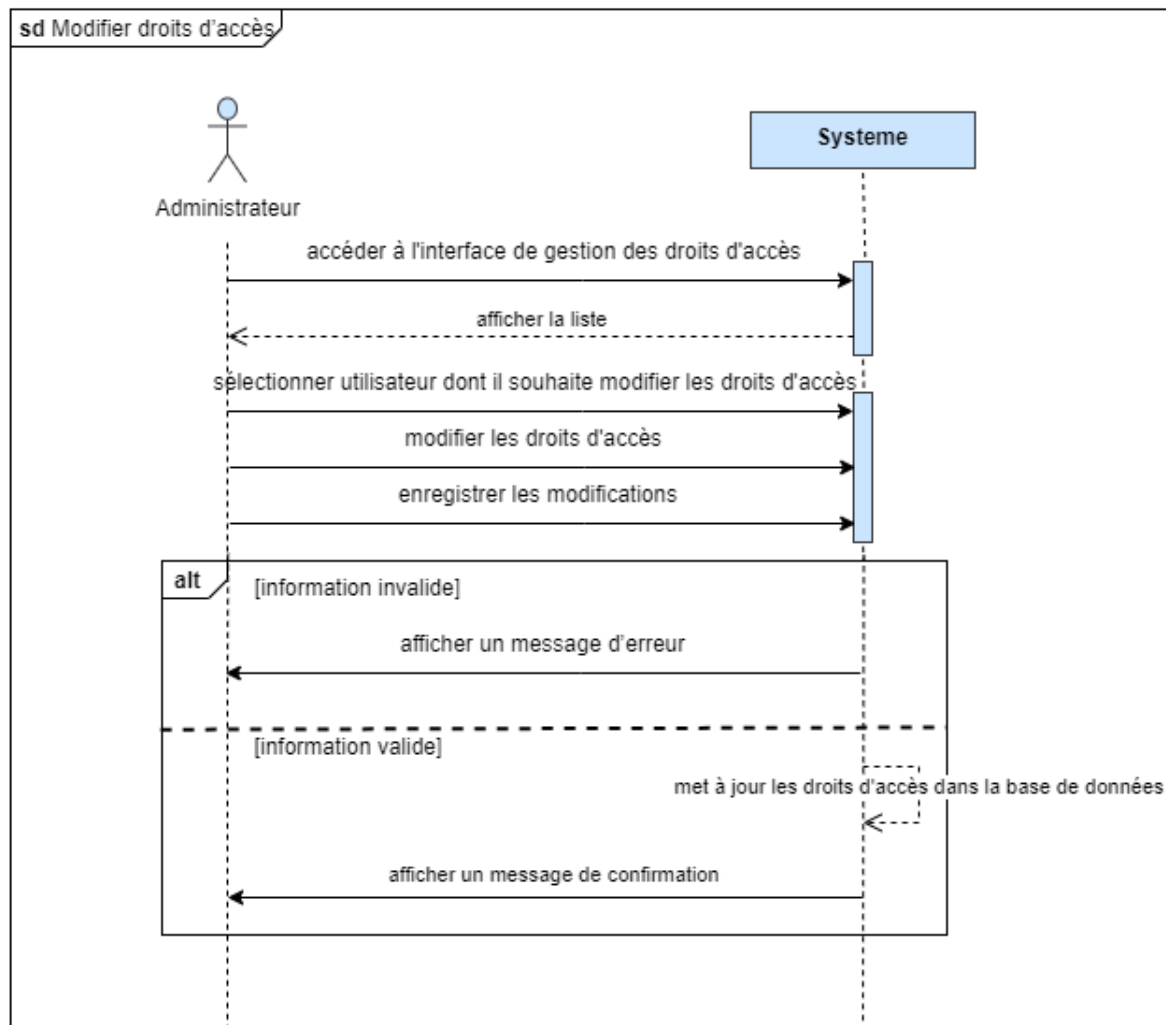 sd Modifier droits d'accès
Systeme
Administrateur
accéder à l'interface de gestion des droits d'accès
afficher la liste
sélectionner utilisateur dont il souhaite modifier les droits d'accès
modifier les droits d'accès
enregistrer les modifications
alt
[information invalide]
afficher un message d'erreur
[information valide]
met à jour les droits d'accès dans la base de données
afficher un message de confirmation